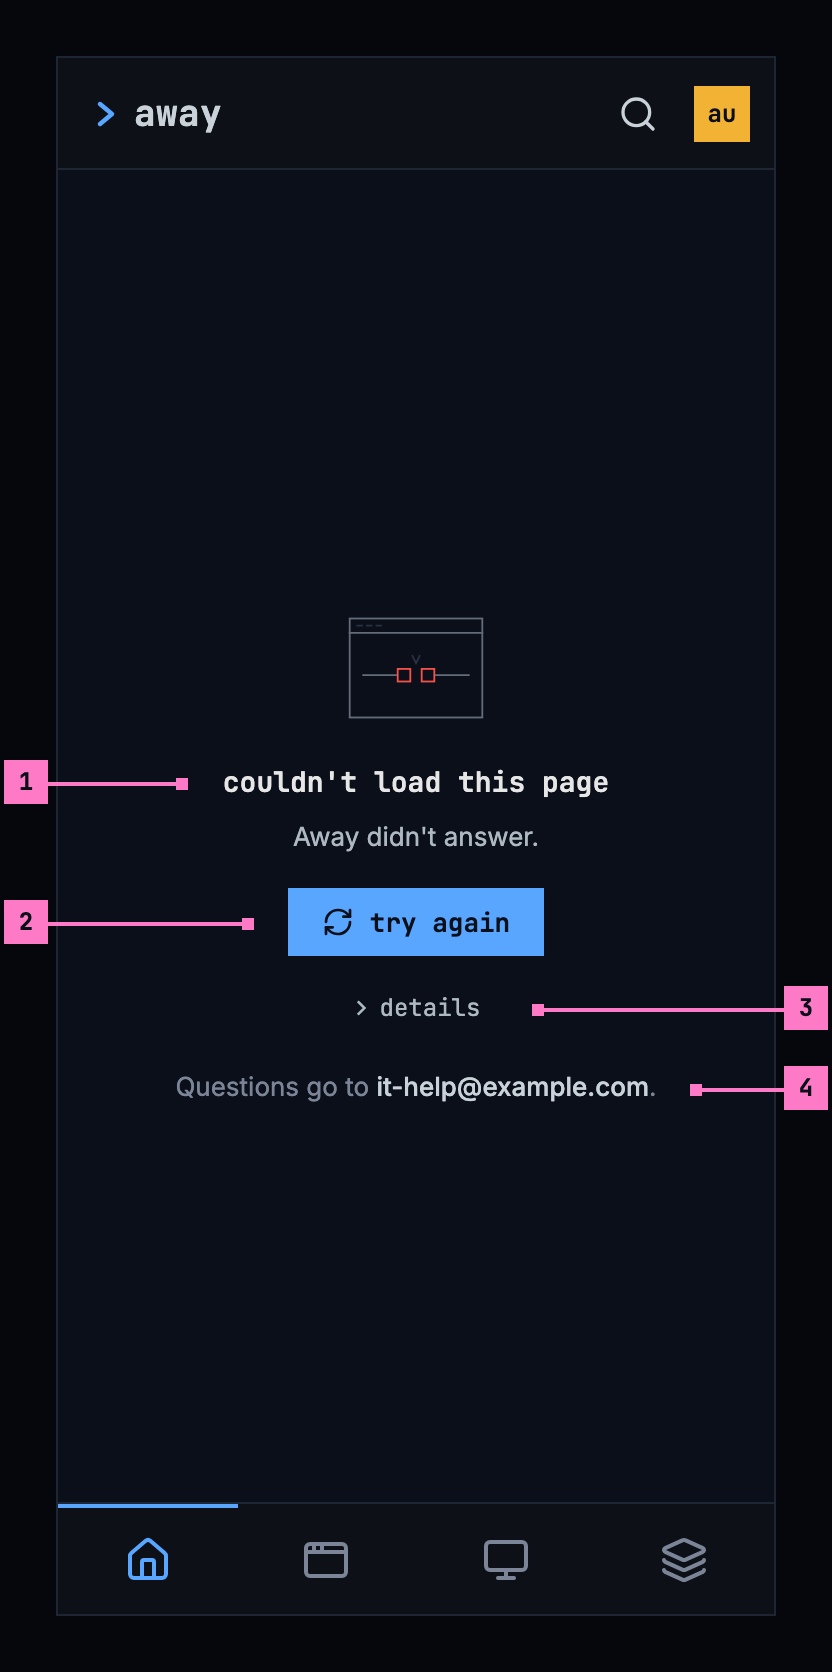 away
au
1
couldn't load this page
Away didn't answer.
2
try again
details
3
Questions go to it-help@example.com.
4